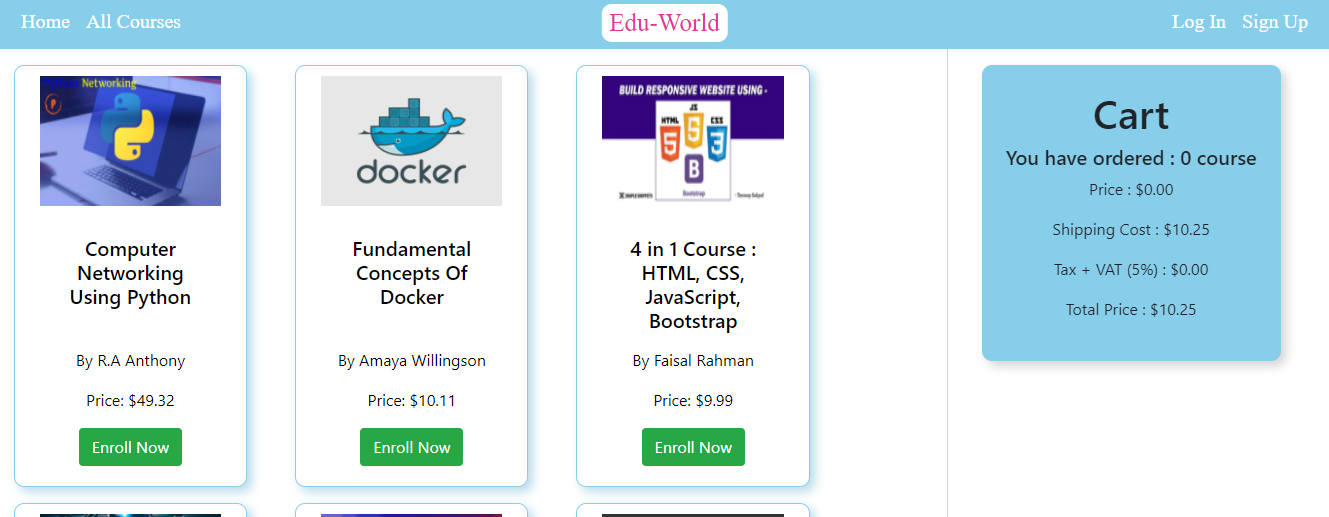 Home All Courses
Edu-World
Log In Sign Up
Networking
Computer
Networking
Using Python
By R.A Anthony
Price: $49.32
Enroll Now
docker
Fundamental
Concepts Of
Docker
By Amaya Willingson
Price: $10.11
Enroll Now
BUILD RESPONSIVE WEBSITE USING -
JS
HTML CSS
5 5 3
B
Bootstrap
4 in 1 Course :
HTML, CSS,
JavaScript,
Bootstrap
By Faisal Rahman
Price: $9.99
Enroll Now
Cart
You have ordered : 0 course
Price : $0.00
Shipping Cost : $10.25
Tax + VAT (5%) : $0.00
Total Price : $10.25